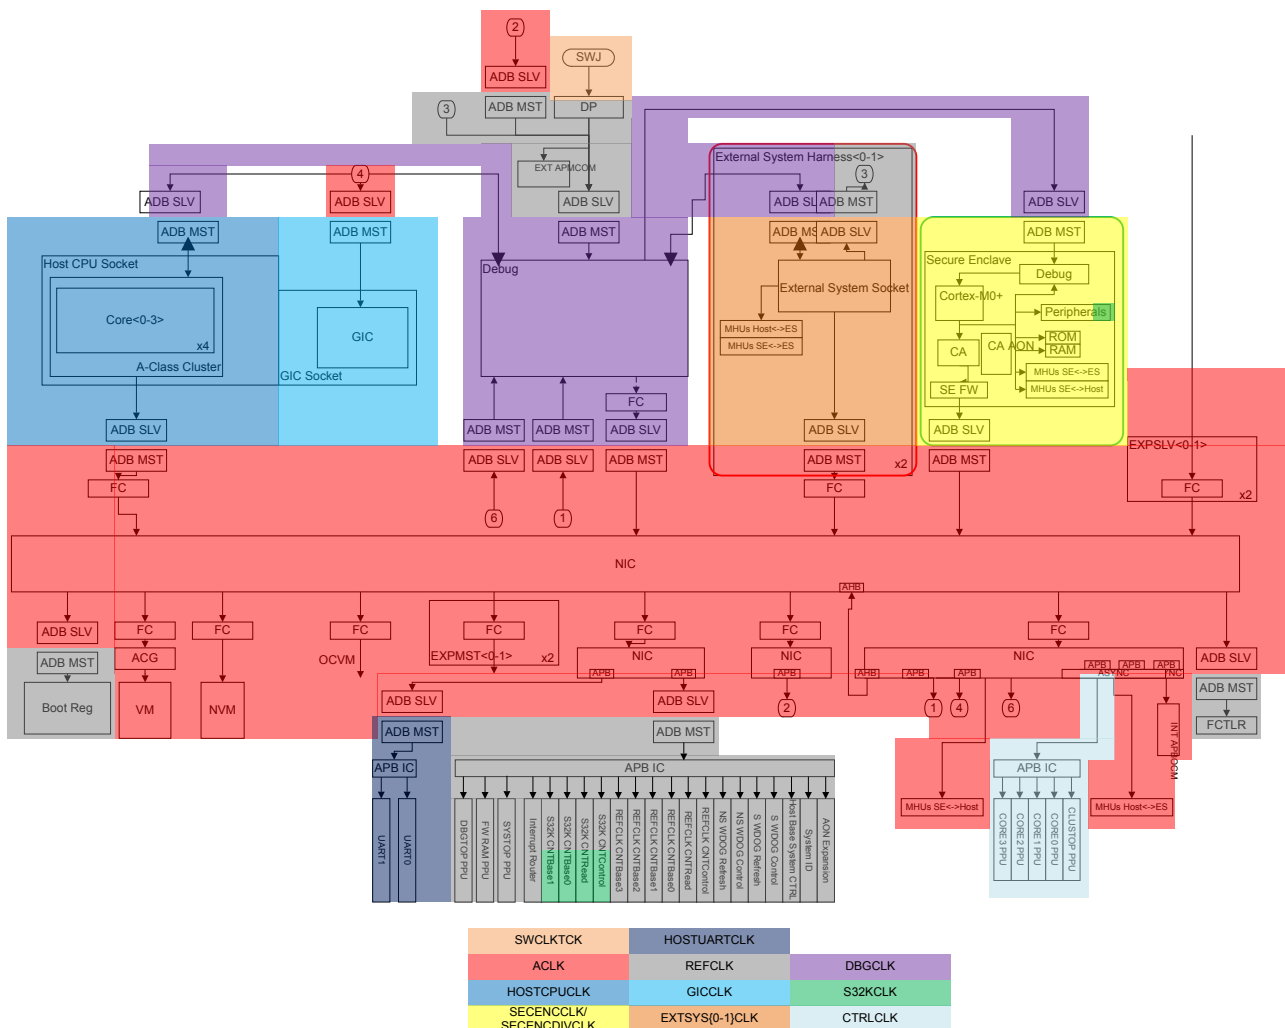 2
SWJ
ADB SLV
3
ADB MST
DP
External System Harness<0-1>
EXT APMCOM
4
3
ADB SLV
ADB SLV
ADB SLV
ADB SLV
ADB MST
ADB SLV
ADB MST
ADB MST
ADB MST
ADB SLV
ADB MST
Host CPU Socket
Debug
Secure Enclave
Debug
External System Socket
Cortex-M0+
Core<0-3>
Peripherals
MHUs Host<->ES
ROM
x4
GIC
MHUs SE<->ES
CA
CA AON
RAM
A-Class Cluster
GIC Socket
MHUs SE<->ES
SE FW
MHUs SE<->Host
FC
ADB SLV
ADB MST
ADB MST
ADB SLV
ADB SLV
ADB SLV
EXPSLV<0-1>
ADB MST
ADB SLV
ADB SLV
ADB MST
ADB MST
x2
ADB MST
FC
FC
FC
x2
6
1
NIC
AHB
ADB SLV
FC
FC
FC
FC
FC
FC
FC
ADB MST
ACG
OCVM
EXPMST<0-1>
x2
NIC
NIC
NIC
ADB SLV
APB
APB
APB
APB
APB
APB
APB
APB
ASYNC
Boot Reg
VM
NVM
ADB SLV
ADB SLV
2
1
4
6
ADB MST
FCTLR
ADB MST
ADB MST
INT APBOCM
APB IC
APB IC
APB IC
MHUs SE<->Host
MHUs Host<->ES
UART1
UART0
DBGTOP PPU
FW RAM PPU
SYSTOP PPU
Interrupt Router
S32K CNTBase1
S32K CNTBase0
S32K CNTRead
S32K CNTControl
REFCLK CNTBase3
REFCLK CNTBase2
REFCLK CNTBase1
REFCLK CNTBase0
REFCLK CNTRead
REFCLK CNTControl
NS WDOG Refresh
NS WDOG Control
S WDOG Refresh
S WDOG Control
Host Base System CTRL
System ID
AON Expansion
CORE3 PPU
CORE2 PPU
CORE1 PPU
CORE0 PPU
CLUSTOP PPU
SWCLKTCK
HOSTUARTCLK
ACLK
REFCLK
DBGCLK
HOSTCPUCLK
GICCLK
S32KCLK
SECENCCLK/
SECENCDIVCLK
EXTSYS{0-1}CLK
CTRLCLK